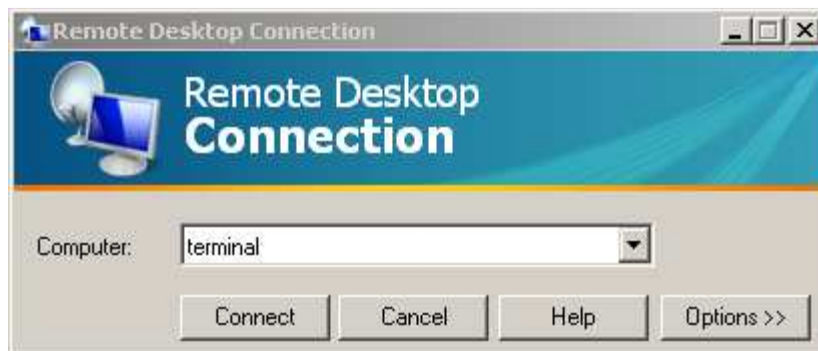 Remote Desktop Connection
Remote Desktop
Connection
Computer: terminal
Connect Cancel Help Options >>